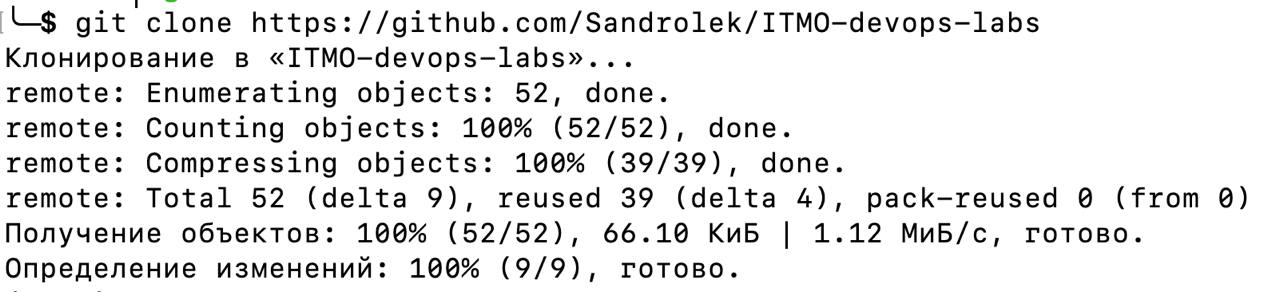 ╰─$ git clone https://github.com/Sandrolek/ITMO-devops-labs
Клонирование в «ITMO-devops-labs»...
remote: Enumerating objects: 52, done.
remote: Counting objects: 100% (52/52), done.
remote: Compressing objects: 100% (39/39), done.
remote: Total 52 (delta 9), reused 39 (delta 4), pack-reused 0 (from 0)
Получение объектов: 100% (52/52), 66.10 КиБ | 1.12 МиБ/с, готово.
Определение изменений: 100% (9/9), готово.